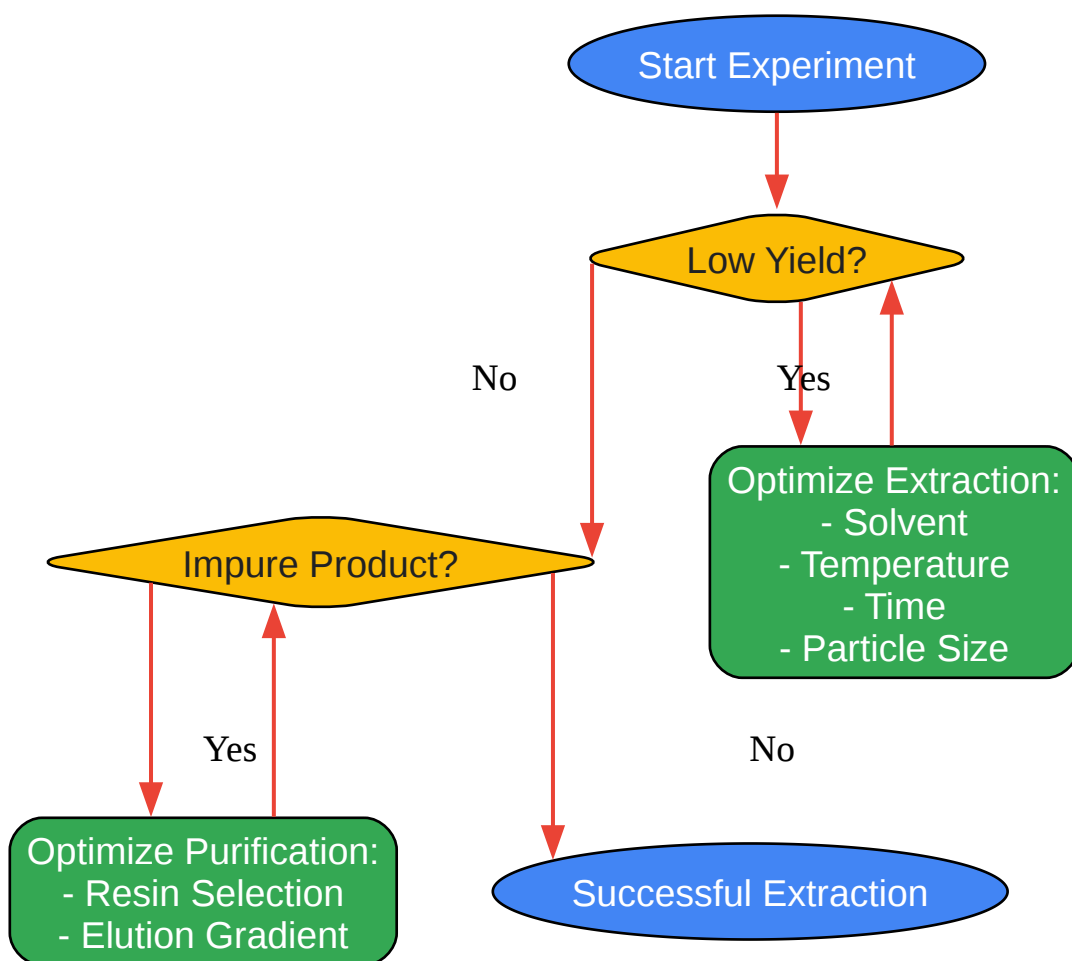 Start Experiment
Low Yield?
No
Yes
Optimize Extraction:
- Solvent
- Temperature
- Time
- Particle Size
Impure Product?
Yes
No
Optimize Purification:
- Resin Selection
- Elution Gradient
Successful Extraction